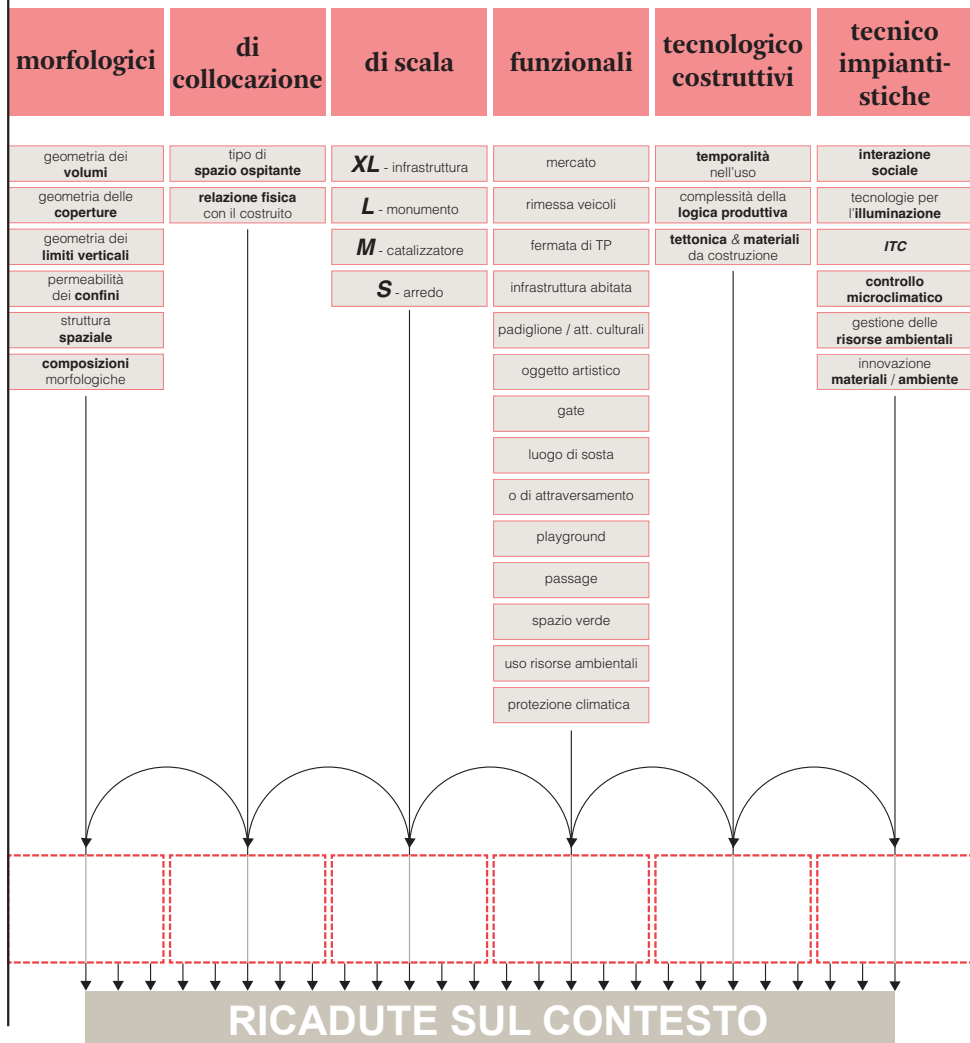 morfologici
di
collocazione
di scala
funzionali
tecnologico
costruttivi
tecnico
impianti-
stiche
geometria dei
volumi
geometria delle
coperture
geometria dei
limiti verticali
permeabilità
dei confini
struttura
spaziale
composizioni
morfologiche
tipo di
spazio ospitante
relazione fisica
con il costruito
XL - infrastruttura
L - monumento
M - catalizzatore
S - arredo
mercato
rimessa veicoli
fermata di TP
infrastruttura abitata
padiglione / att. culturali
oggetto artistico
gate
luogo di sosta
o di attraversamento
playground
passage
spazio verde
uso risorse ambientali
protezione climatica
temporalità
nell'uso
complessità della
logica produttiva
tettonica & materiali
da costruzione
interazione
sociale
tecnologie per
l'illuminazione
ITC
controllo
microclimatico
gestione delle
risorse ambientali
innovazione
materiali / ambiente
RICADUTE SUL CONTESTO